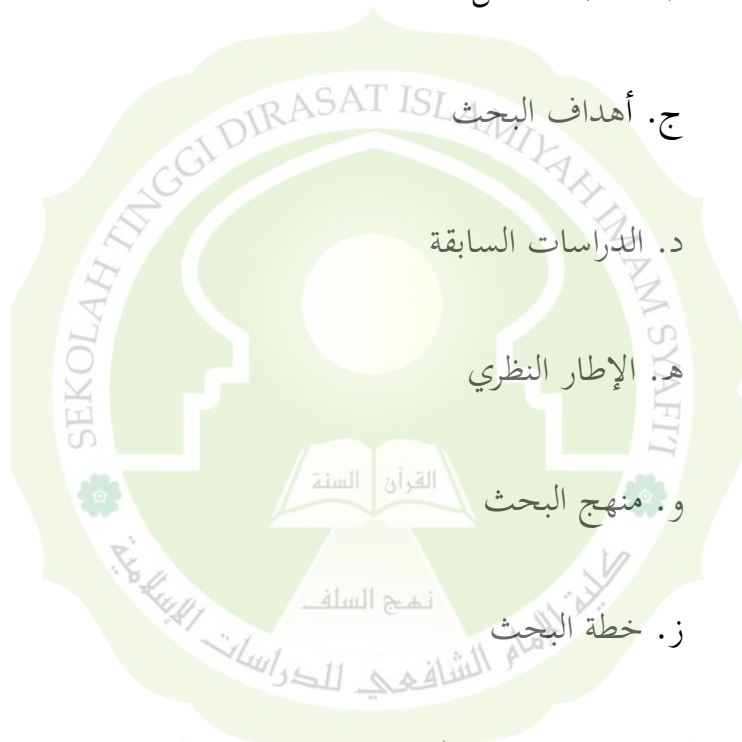 ج. أهداف البحث
د. الدراسات السابقة
هـ. الإطار النظري
و. منهج البحث
ز. خطة البحث
SEKOLAH TINGGI DIRASAT ISLAMIYAH IMAM SYAFI'I
القرآن السنة
نهج السلف
كلية الإمام الشافعي للدراسات الإسلامية